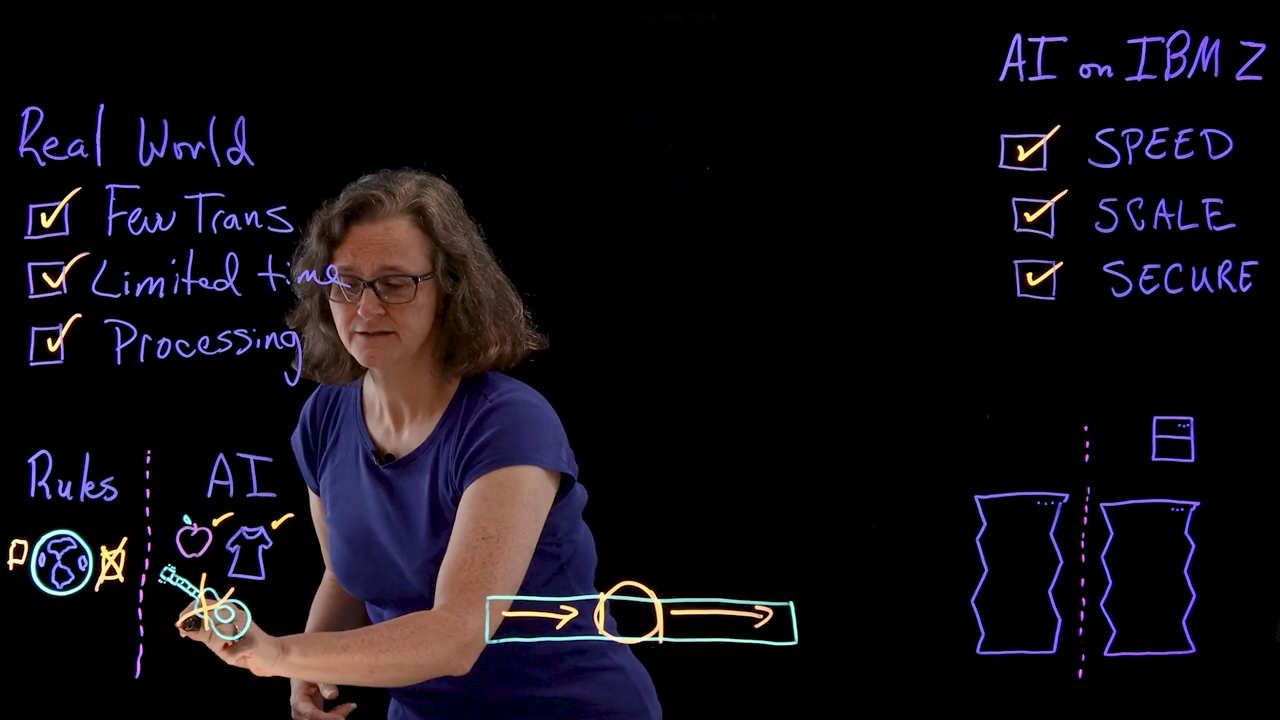 AI on IBM Z
SPEED
SCALE
SECURE
Real World
Few Trans
Limited time
Processing
Rules
AI